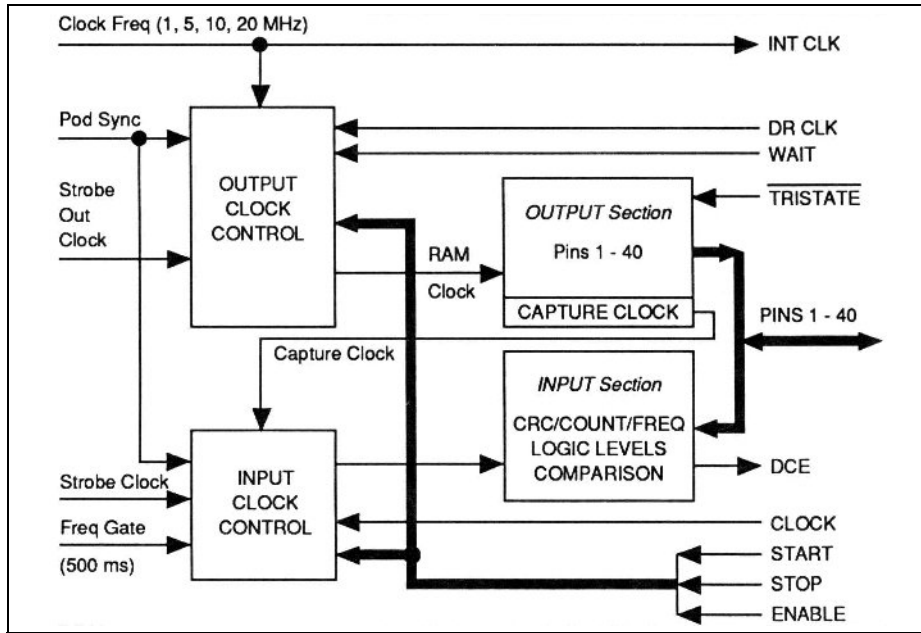 Clock Freq (1, 5, 10, 20 MHz)
INT CLK
Pod Sync
DR CLK
WAIT
Strobe
Out
Clock
OUTPUT
CLOCK
CONTROL
OUTPUT Section
Pins 1 - 40
TRISTATE
RAM
Clock
CAPTURE CLOCK
PINS 1 - 40
Capture Clock
INPUT Section
CRC/COUNT/FREQ
LOGIC LEVELS
COMPARISON
DCE
INPUT
CLOCK
CONTROL
Strobe Clock
Freq Gate
(500 ms)
CLOCK
START
STOP
ENABLE